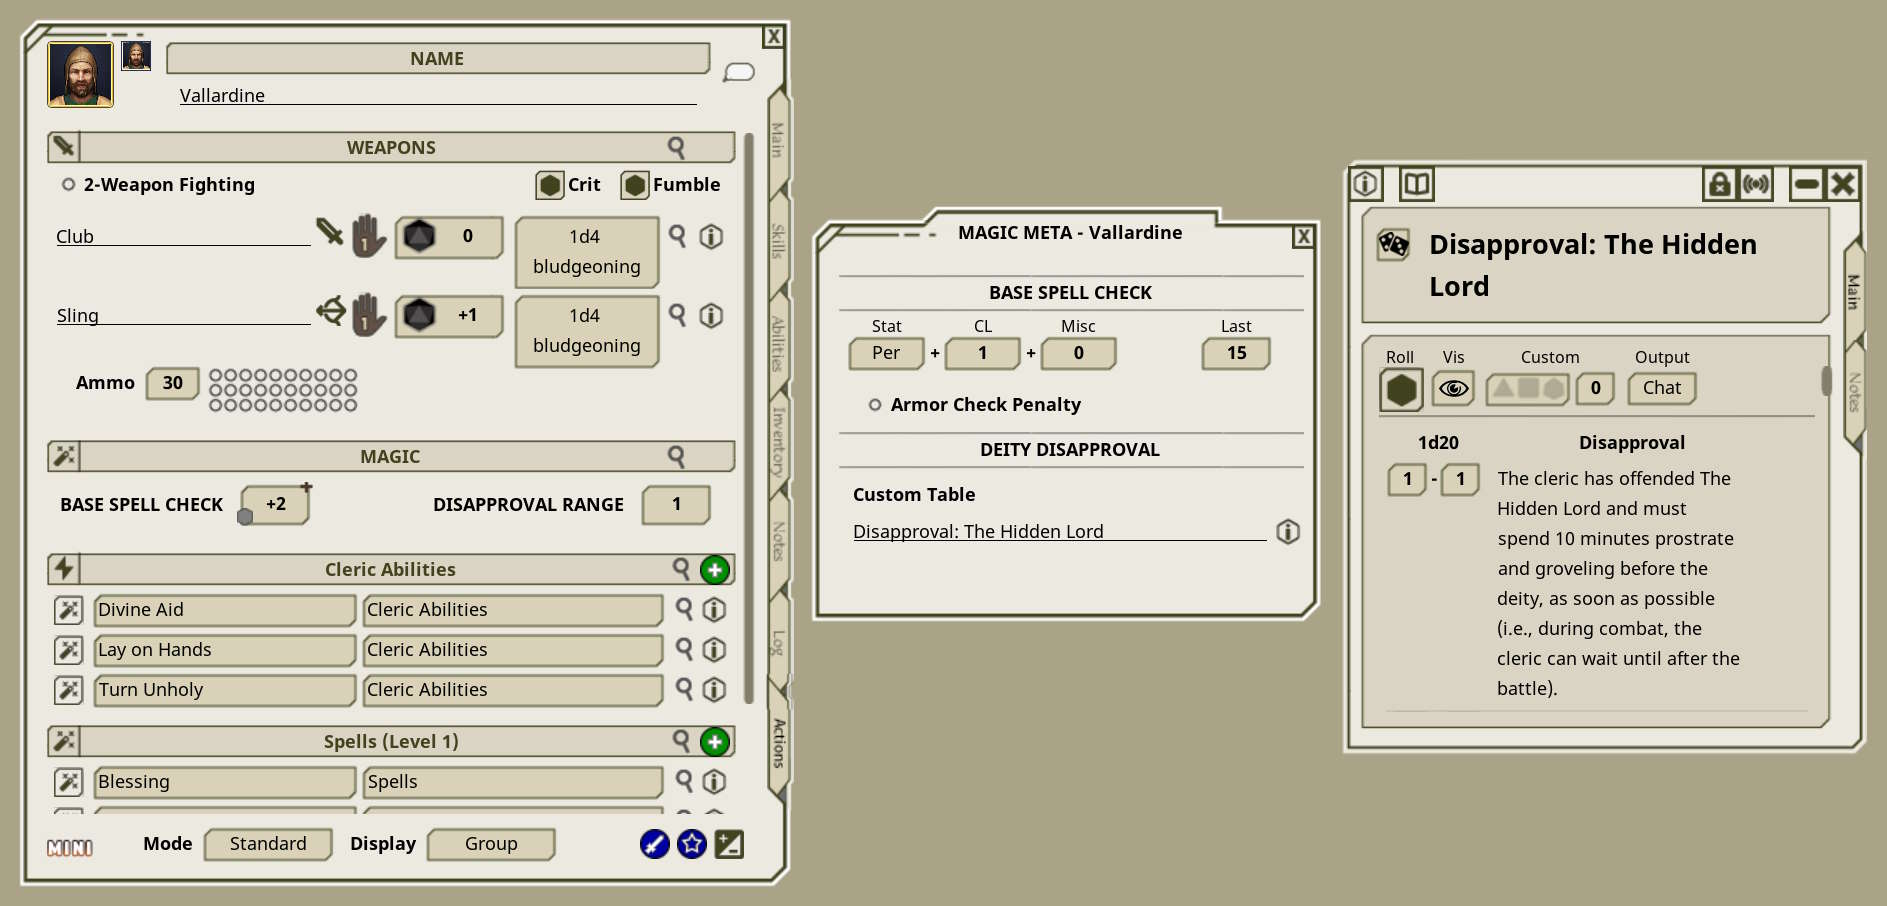 X
NAME
Vallardine
WEAPONS
2-Weapon Fighting
Crit
Fumble
Club
1
0
1d4
bludgeoning
Sling
1
+1
1d4
bludgeoning
Ammo
30
MAGIC
BASE SPELL CHECK
+2
DISAPPROVAL RANGE
1
Cleric Abilities
Divine Aid
Cleric Abilities
Lay on Hands
Cleric Abilities
Turn Unholy
Cleric Abilities
Spells (Level 1)
Blessing
Spells
MINI
Mode
Standard
Display
Group
Main
Skills
Abilities
Inventory
Notes
Log
Actions
MAGIC META - Vallardine
X
BASE SPELL CHECK
Stat
CL
Misc
Last
Per + 1 + 0
15
Armor Check Penalty
DEITY DISAPPROVAL
Custom Table
Disapproval: The Hidden Lord
Disapproval: The Hidden
Lord
Roll
Vis
Custom
Output
0
Chat
1d20
Disapproval
1 - 1
The cleric has offended The
Hidden Lord and must
spend 10 minutes prostrate
and groveling before the
deity, as soon as possible
(i.e., during combat, the
cleric can wait until after the
battle).
Main
Notes